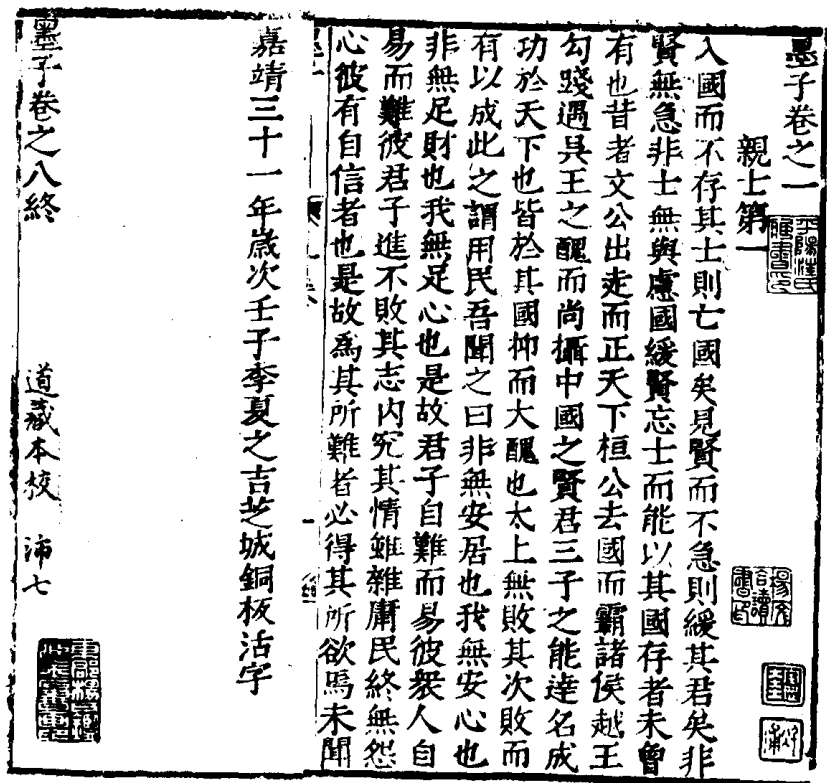 墨子卷之一
親士第一
入國而不存其士則亡國矣見賢而不急則緩其君矣非
賢無急非士無與慮國緩賢忘士而能以其國存者未曾
有也昔者文公出走而正天下桓公去國而霸諸侯越王
勾踐遇吳王之醜而尚攝中國之賢君三子之能達名成
功於天下也皆於其國抑而大醜也太上無敗其次敗而
有以成此之謂用民吾聞之曰非無安居也我無安心也
非無足財也我無足心也是故君子自難而易彼衆人自
易而難彼君子進不敗其志内究其情雖雜庸民終無怨
心彼有自信者也是故爲其所難者必得其所欲焉未聞
嘉靖三十一年歲次壬子季夏之吉芝城銅板活字
墨子卷之八終
道藏本校 沛七